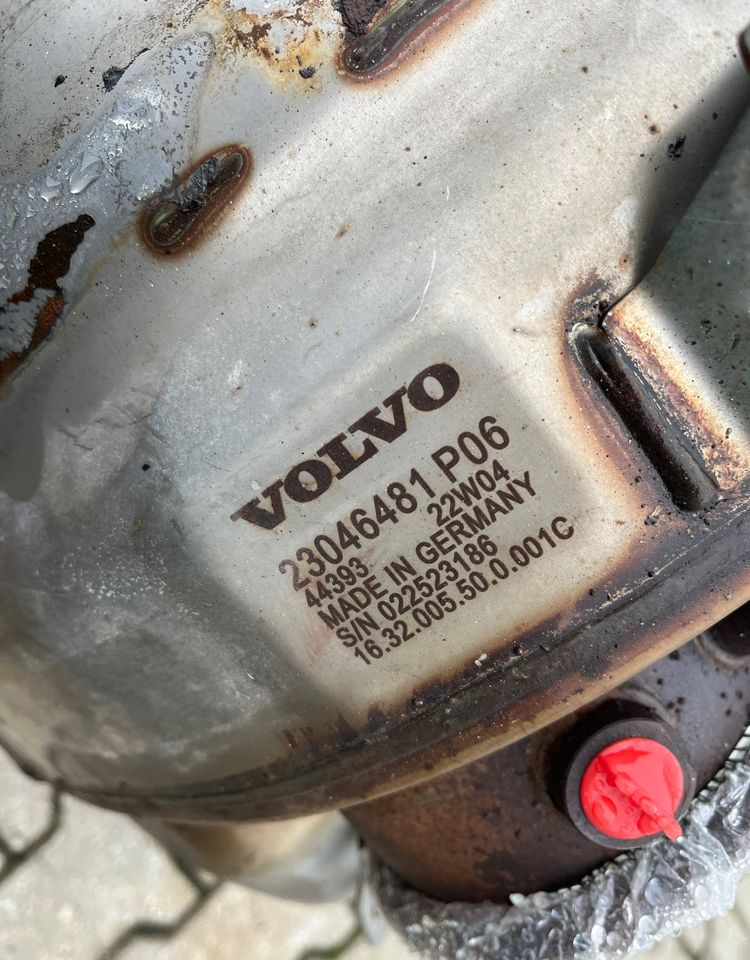 VOLVO
23046481 P06
44393 22W04
MADE IN GERMANY
S/N 022523186
16.32.005.50.0.001C